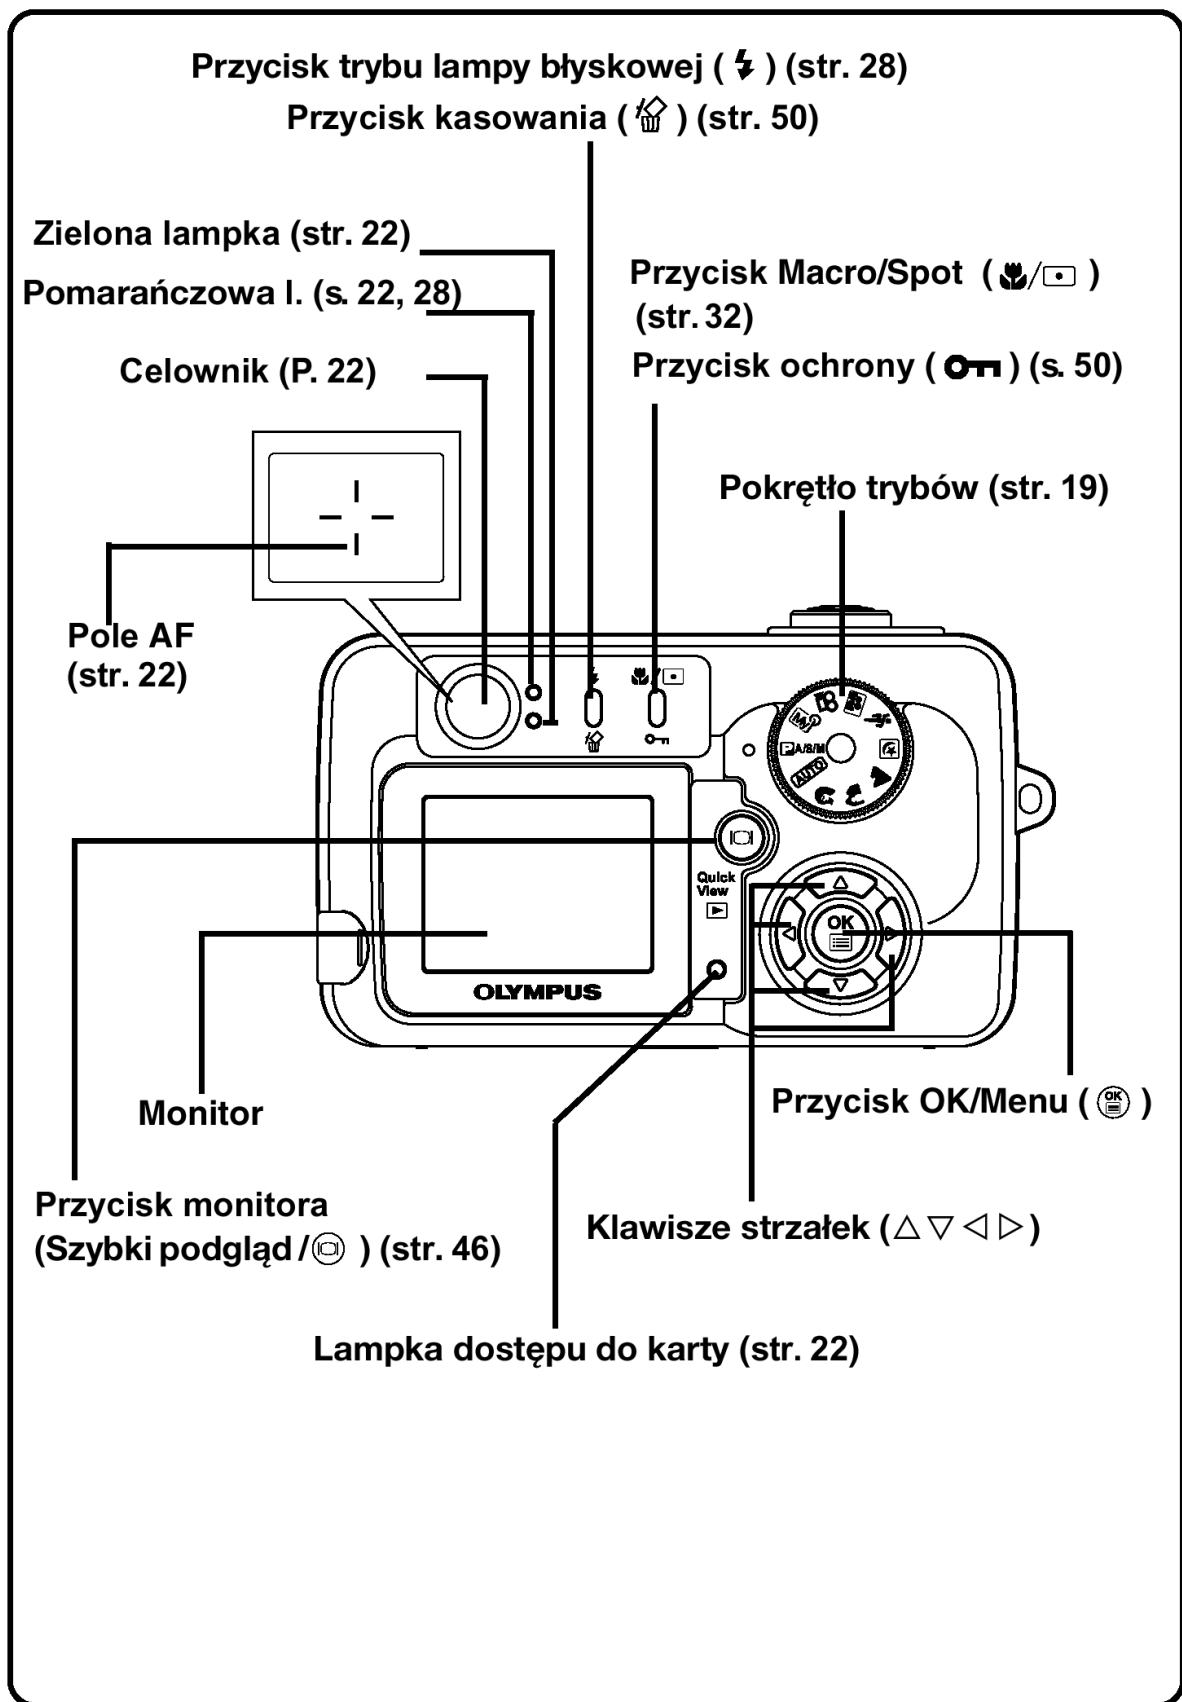 Przycisk trybu lampy błyskowej ( ) (str. 28)
Przycisk kasowania ( ) (str. 50)
Zielona lampka (str. 22)
Pomarańczowa l. (s. 22, 28)
Celownik (P. 22)
Przycisk Macro/Spot ( / )
(str. 32)
Przycisk ochrony ( ) (s. 50)
Pokrętło trybów (str. 19)
Pole AF
(str. 22)
P A/S/M
AUTO
Quick
View
OK
OLYMPUS
Monitor
Przycisk OK/Menu ( OK )
Przycisk monitora
(Szybki podgląd / ) (str. 46)
Klawisze strzałek (△ ▽ ◁ ▷)
Lampka dostępu do karty (str. 22)